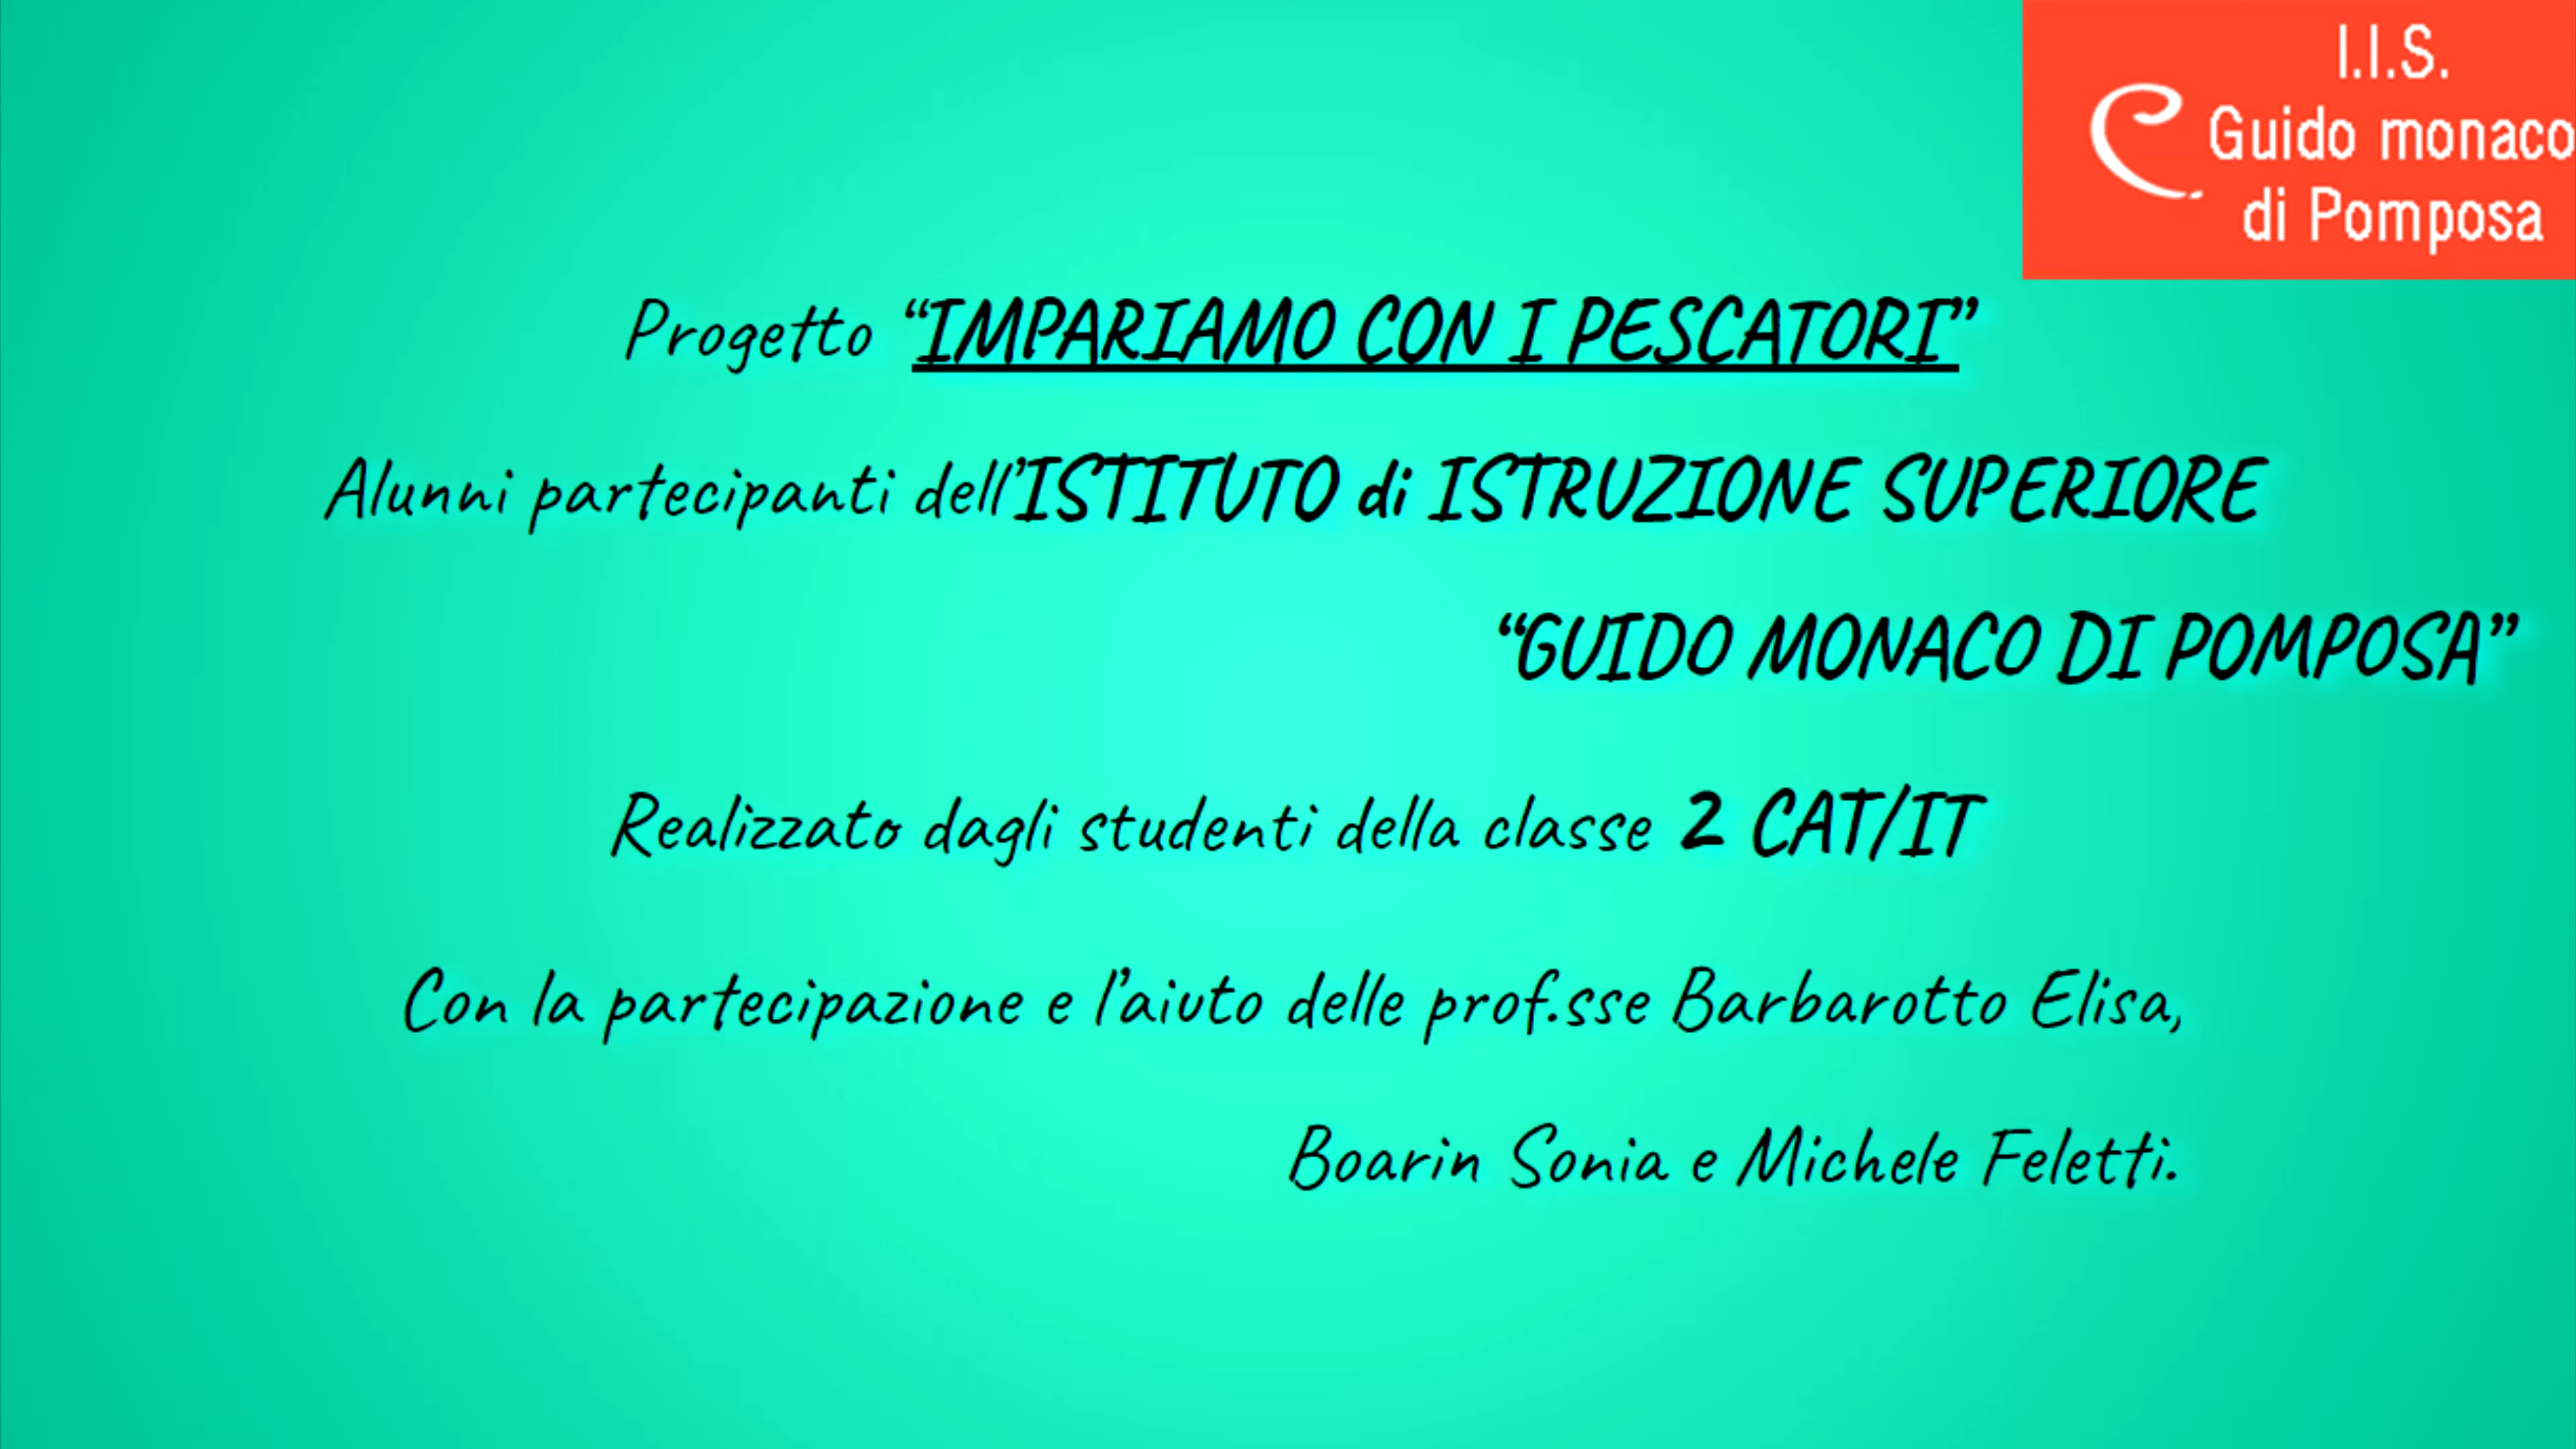 I.I.S.
Guido monaco
di Pomposa
Progetto “IMPARIAMO CON I PESCATORI”
Alunni partecipanti dell’ISTITUTO di ISTRUZIONE SUPERIORE
“GUIDO MONACO DI POMPOSA”
Realizzato dagli studenti della classe 2 CAT/IT
Con la partecipazione e l’aiuto delle prof.sse Barbarotto Elisa,
Boarin Sonia e Michele Feletti.